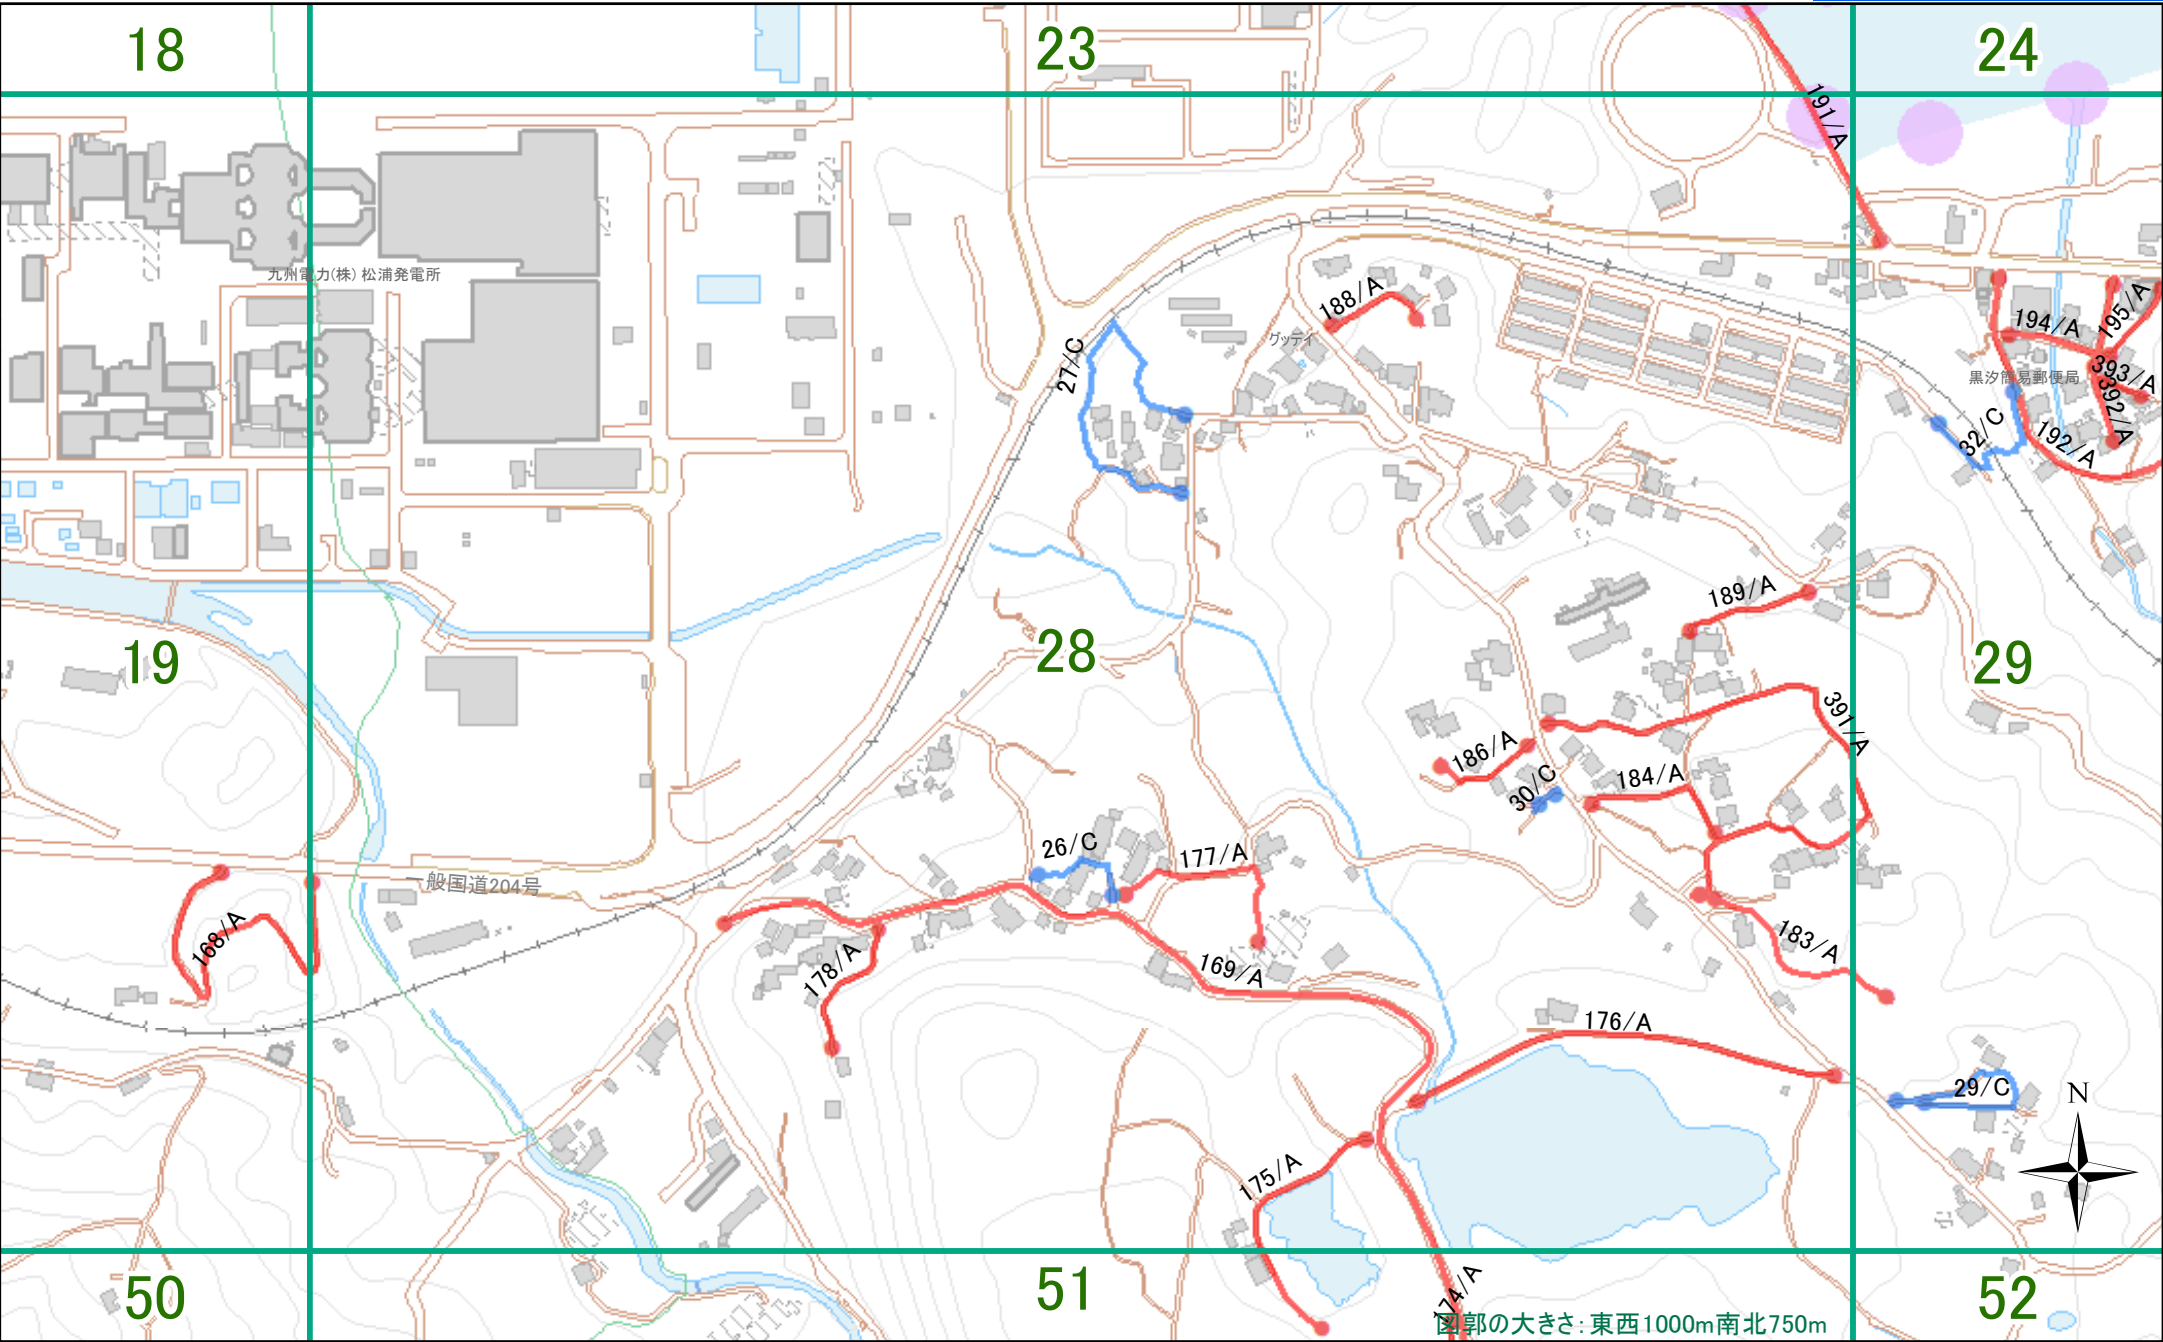 18
23
24
191/A
九州電力(株) 松浦発電所
188/A
グッデイ
27/C
194/A
195/A
黒汐簡易郵便局
393/A
392/A
32/C
192/A
189/A
19
28
29
391/A
186/A
30/C
184/A
26/C
177/A
一般国道204号
168/A
178/A
169/A
183/A
176/A
29/C
N
175/A
50
51
174/A
52
図郭の大きさ：東西1000m南北750m